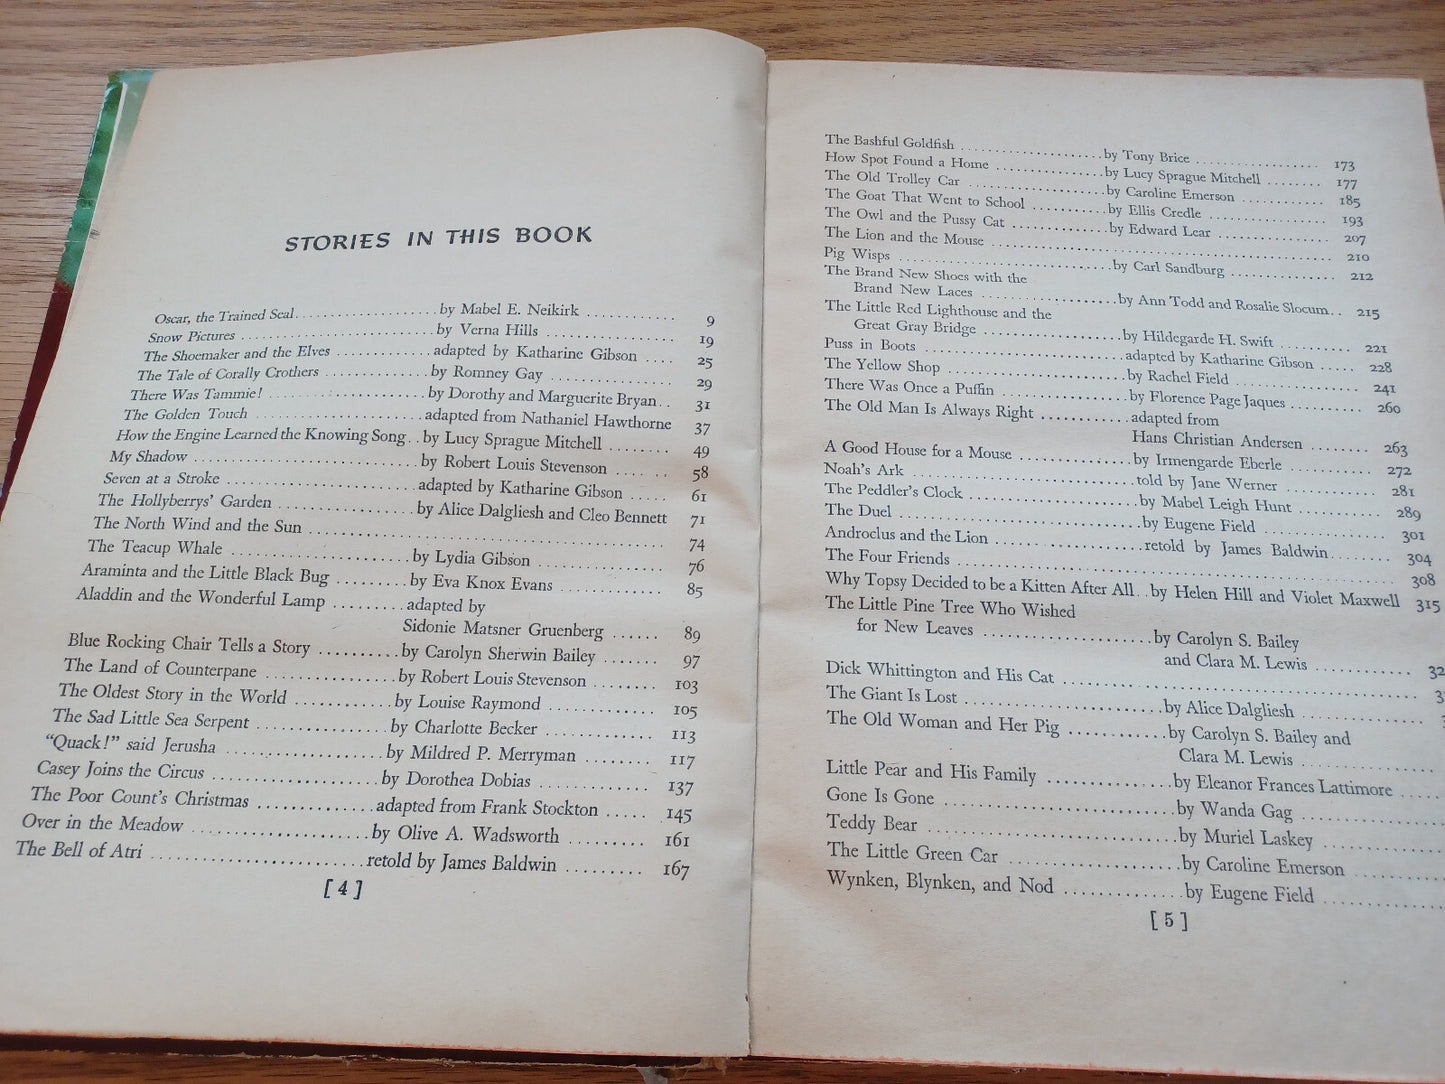 STORIES IN THIS BOOK
Oscar, the Trained Seal. . . . . . . . . . . . . . . . . . . . by Mabel E. Neikirk . . . . . . . . . . . . 9
Snow Pictures . . . . . . . . . . . . . . . . . . . . . . . . . . by Verna Hills . . . . . . . . . . . . . . . . . 19
The Shoemaker and the Elves . . . . . . . . . . . . . adapted by Katharine Gibson . . . . 25
The Tale of Corally Crothers . . . . . . . . . . . . . . by Romney Gay . . . . . . . . . . . . . . . . 29
There Was Tammie! . . . . . . . . . . . . . . . . . . . . . by Dorothy and Marguerite Bryan. . 31
The Golden Touch . . . . . . . . . . . . . . . . . . . . . . adapted from Nathaniel Hawthorne 37
How the Engine Learned the Knowing Song. . by Lucy Sprague Mitchell . . . . . . . . 49
My Shadow . . . . . . . . . . . . . . . . . . . . . . . . . . . by Robert Louis Stevenson . . . . . . 58
Seven at a Stroke . . . . . . . . . . . . . . . . . . . . . . adapted by Katharine Gibson . . . . . 61
The Hollyberrys' Garden . . . . . . . . . . . . . . . . by Alice Dalgliesh and Cleo Bennett 71
The North Wind and the Sun . . . . . . . . . . . . . . . . . . . . . . . . . . . . . . . . . . . . 74
The Teacup Whale . . . . . . . . . . . . . . . . . . . . by Lydia Gibson . . . . . . . . . . . . . . . 76
Araminta and the Little Black Bug . . . . . . . . by Eva Knox Evans . . . . . . . . . . . . 85
Aladdin and the Wonderful Lamp . . . . . . . . . adapted by
Sidonie Matsner Gruenberg . . . . . . 89
Blue Rocking Chair Tells a Story . . . . . . . . . . by Carolyn Sherwin Bailey . . . . . . . 97
The Land of Counterpane . . . . . . . . . . . . . . . by Robert Louis Stevenson . . . . . . . . 103
The Oldest Story in the World . . . . . . . . . . . . by Louise Raymond . . . . . . . . . . . . . 105
The Sad Little Sea Serpent . . . . . . . . . . . . . . . by Charlotte Becker . . . . . . . . . . . . . 113
"Quack!" said Jerusha . . . . . . . . . . . . . . . . . . by Mildred P. Merryman . . . . . . . . . 117
Casey Joins the Circus . . . . . . . . . . . . . . . . . . . by Dorothea Dobias . . . . . . . . . . . . . 137
The Poor Count's Christmas . . . . . . . . . . . . . adapted from Frank Stockton . . . . . 145
Over in the Meadow . . . . . . . . . . . . . . . . . . . . by Olive A. Wadsworth . . . . . . . . . . 161
The Bell of Atri . . . . . . . . . . . . . . . . . . . . . . . . retold by James Baldwin . . . . . . . . . 167
[ 4 ]
The Bashful Goldfish . . . . . . . . . . . . . . . . . . . . by Tony Brice . . . . . . . . . . . . . . . . . 173
How Spot Found a Home . . . . . . . . . . . . . . . by Lucy Sprague Mitchell . . . . . . . . 177
The Old Trolley Car . . . . . . . . . . . . . . . . . . . by Caroline Emerson . . . . . . . . . . . . 185
The Goat That Went to School . . . . . . . . . . . by Ellis Credle . . . . . . . . . . . . . . . . 193
The Owl and the Pussy Cat . . . . . . . . . . . . . . by Edward Lear . . . . . . . . . . . . . . . 207
The Lion and the Mouse . . . . . . . . . . . . . . . . . . . . . . . . . . . . . . . . . . . . . . . 210
Pig Wisps . . . . . . . . . . . . . . . . . . . . . . . . . . . . by Carl Sandburg . . . . . . . . . . . . . . 212
The Brand New Shoes with the
Brand New Laces . . . . . . . . . . . . . . . . . . by Ann Todd and Rosalie Slocum. . 215
The Little Red Lighthouse and the
Great Gray Bridge . . . . . . . . . . . . . . . . . . by Hildegarde H. Swift . . . . . . . . . . 221
Puss in Boots . . . . . . . . . . . . . . . . . . . . . . . . . adapted by Katharine Gibson . . . . . 228
The Yellow Shop . . . . . . . . . . . . . . . . . . . . . . by Rachel Field . . . . . . . . . . . . . . . . 241
There Was Once a Puffin . . . . . . . . . . . . . . . by Florence Page Jaques . . . . . . . . . 260
The Old Man Is Always Right . . . . . . . . . . adapted from
Hans Christian Andersen . . . . . . . . 263
A Good House for a Mouse . . . . . . . . . . . . . by Irmengarde Eberle . . . . . . . . . . . . 272
Noah's Ark . . . . . . . . . . . . . . . . . . . . . . . . . . . told by Jane Werner . . . . . . . . . . . . 281
The Peddler's Clock . . . . . . . . . . . . . . . . . . . . by Mabel Leigh Hunt . . . . . . . . . . . 289
The Duel . . . . . . . . . . . . . . . . . . . . . . . . . . . . . by Eugene Field . . . . . . . . . . . . . . . 301
Androclus and the Lion . . . . . . . . . . . . . . . . . retold by James Baldwin . . . . . . . . . . 304
The Four Friends . . . . . . . . . . . . . . . . . . . . . . . . . . . . . . . . . . . . . . . . . . . . 308
Why Topsy Decided to be a Kitten After All. . by Helen Hill and Violet Maxwell 315
The Little Pine Tree Who Wished
for New Leaves . . . . . . . . . . . . . . . . . . . . by Carolyn S. Bailey
and Clara M. Lewis . . . . . . . . . . . . 32
Dick Whittington and His Cat . . . . . . . . . . . . . . . . . . . . . . . . . . . . . . . . . . . 3
The Giant Is Lost . . . . . . . . . . . . . . . . . . . . . . by Alice Dalgliesh . . . . . . . . . . . . . .
The Old Woman and Her Pig . . . . . . . . . . . . by Carolyn S. Bailey and
Clara M. Lewis . . . . . . . . . . . . . .
Little Pear and His Family . . . . . . . . . . . . . . by Eleanor Frances Lattimore . . . . .
Gone Is Gone . . . . . . . . . . . . . . . . . . . . . . . . . by Wanda Gag . . . . . . . . . . . . . . . .
Teddy Bear . . . . . . . . . . . . . . . . . . . . . . . . . . . by Muriel Laskey . . . . . . . . . . . . . .
The Little Green Car . . . . . . . . . . . . . . . . . . . by Caroline Emerson . . . . . . . . . . .
Wynken, Blynken, and Nod . . . . . . . . . . . . . by Eugene Field . . . . . . . . . . . . . . .
[ 5 ]